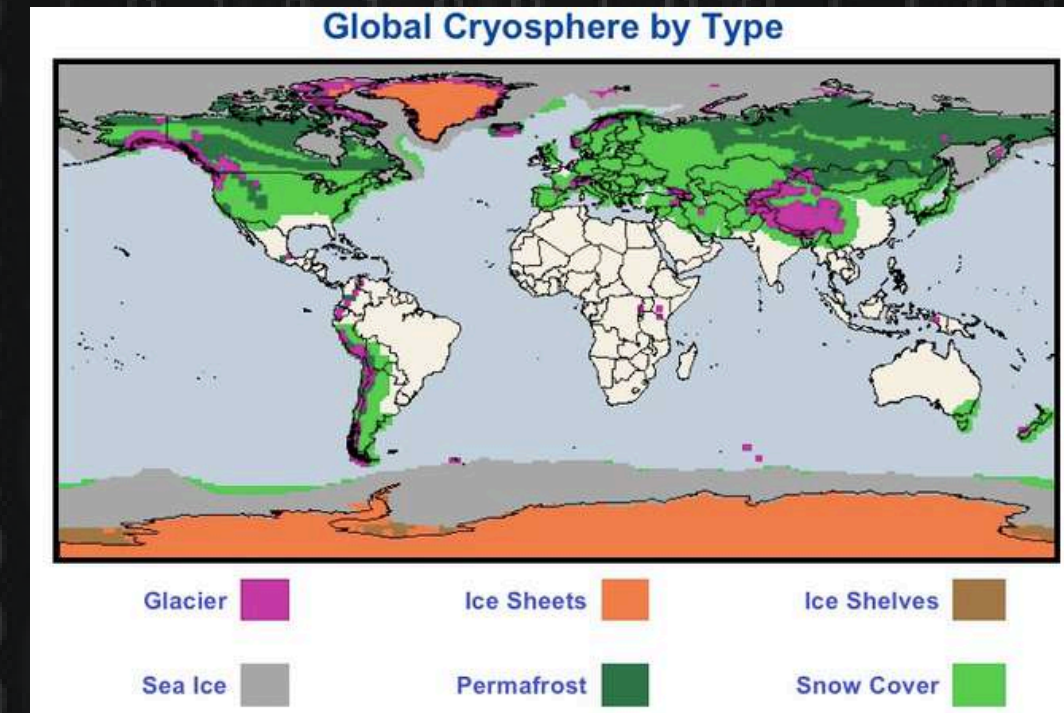 Global Cryosphere by Type
Glacier
Ice Sheets
Ice Shelves
Sea Ice
Permafrost
Snow Cover